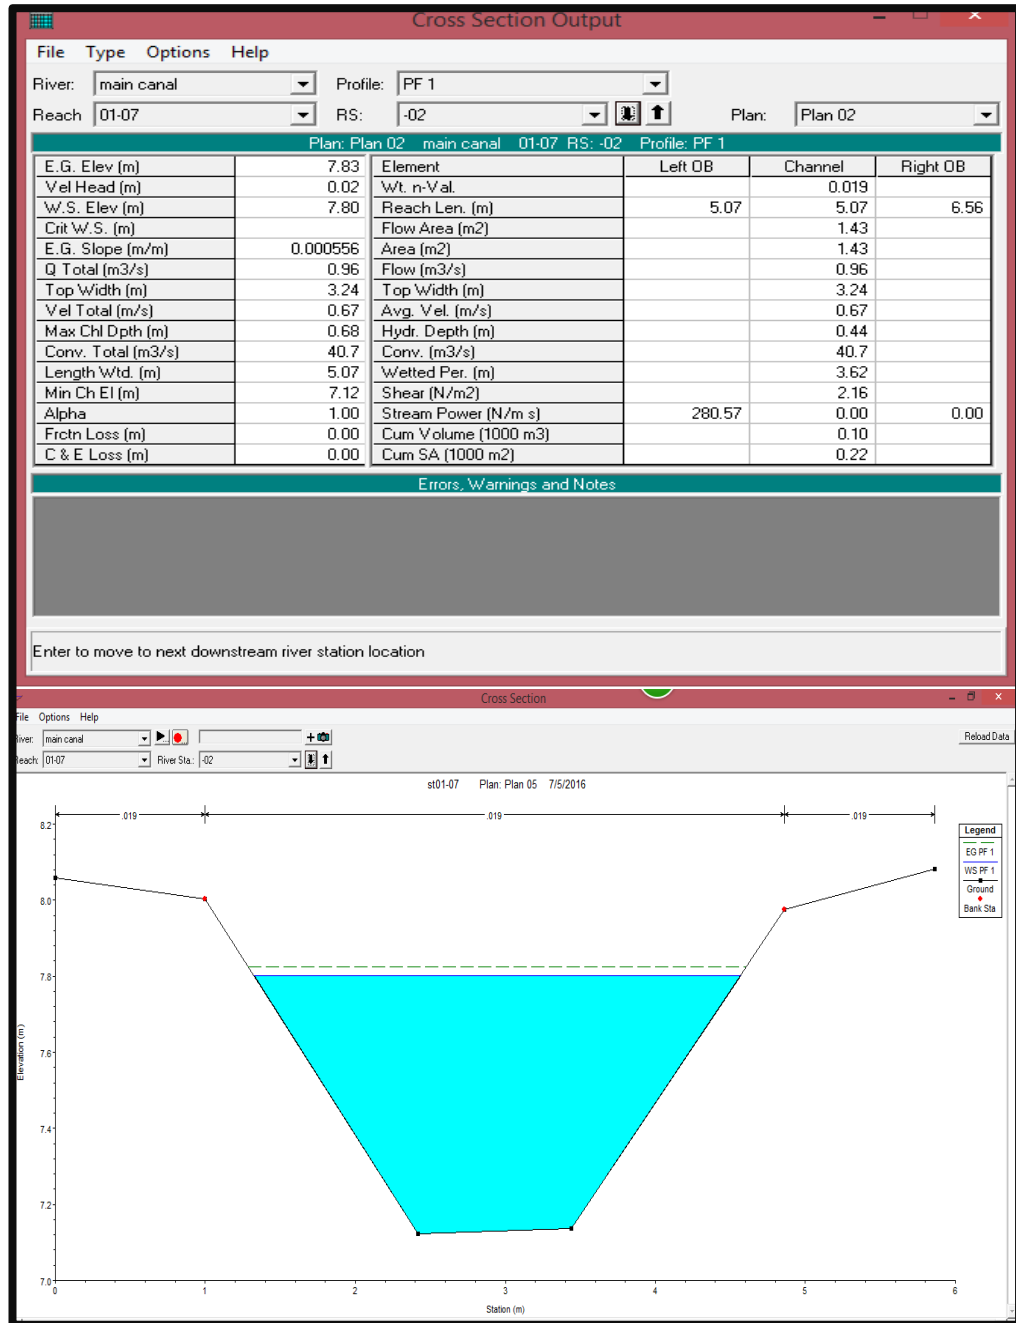 Cross Section Output
File Type Options Help
River: main canal Profile: PF 1
Reach 01-07 RS: -02 Plan: Plan 02
Plan: Plan 02 main canal 01-07 RS: -02 Profile: PF 1
E.G. Elev (m) 7.83 Element Left OB Channel Right OB
Vel Head (m) 0.02 Wt. n-Val. 0.019
W.S. Elev (m) 7.80 Reach Len. (m) 5.07 5.07 6.56
Crit W.S. (m) Flow Area (m2) 1.43
E.G. Slope (m/m) 0.000556 Area (m2) 1.43
Q Total (m3/s) 0.96 Flow (m3/s) 0.96
Top Width (m) 3.24 Top Width (m) 3.24
Vel Total (m/s) 0.67 Avg. Vel. (m/s) 0.67
Max Chl Dpth (m) 0.68 Hydr. Depth (m) 0.44
Conv. Total (m3/s) 40.7 Conv. (m3/s) 40.7
Length Wtd. (m) 5.07 Wetted Per. (m) 3.62
Min Ch El (m) 7.12 Shear (N/m2) 2.16
Alpha 1.00 Stream Power (N/m s) 280.57 0.00 0.00
Frctn Loss (m) 0.00 Cum Volume (1000 m3) 0.10
C & E Loss (m) 0.00 Cum SA (1000 m2) 0.22
Errors, Warnings and Notes
Enter to move to next downstream river station location
Cross Section
File Options Help
River: main canal
Reload Data
Reach: 01-07 River Sta.: -02
st01-07 Plan: Plan 05 7/5/2016
.019 .019 .019
Legend
EG PF 1
WS PF 1
Ground
Bank Sta
8.2
8.0
7.8
7.6
7.4
7.2
7.0
Elevation (m)
0 1 2 3 4 5 6
Station (m)